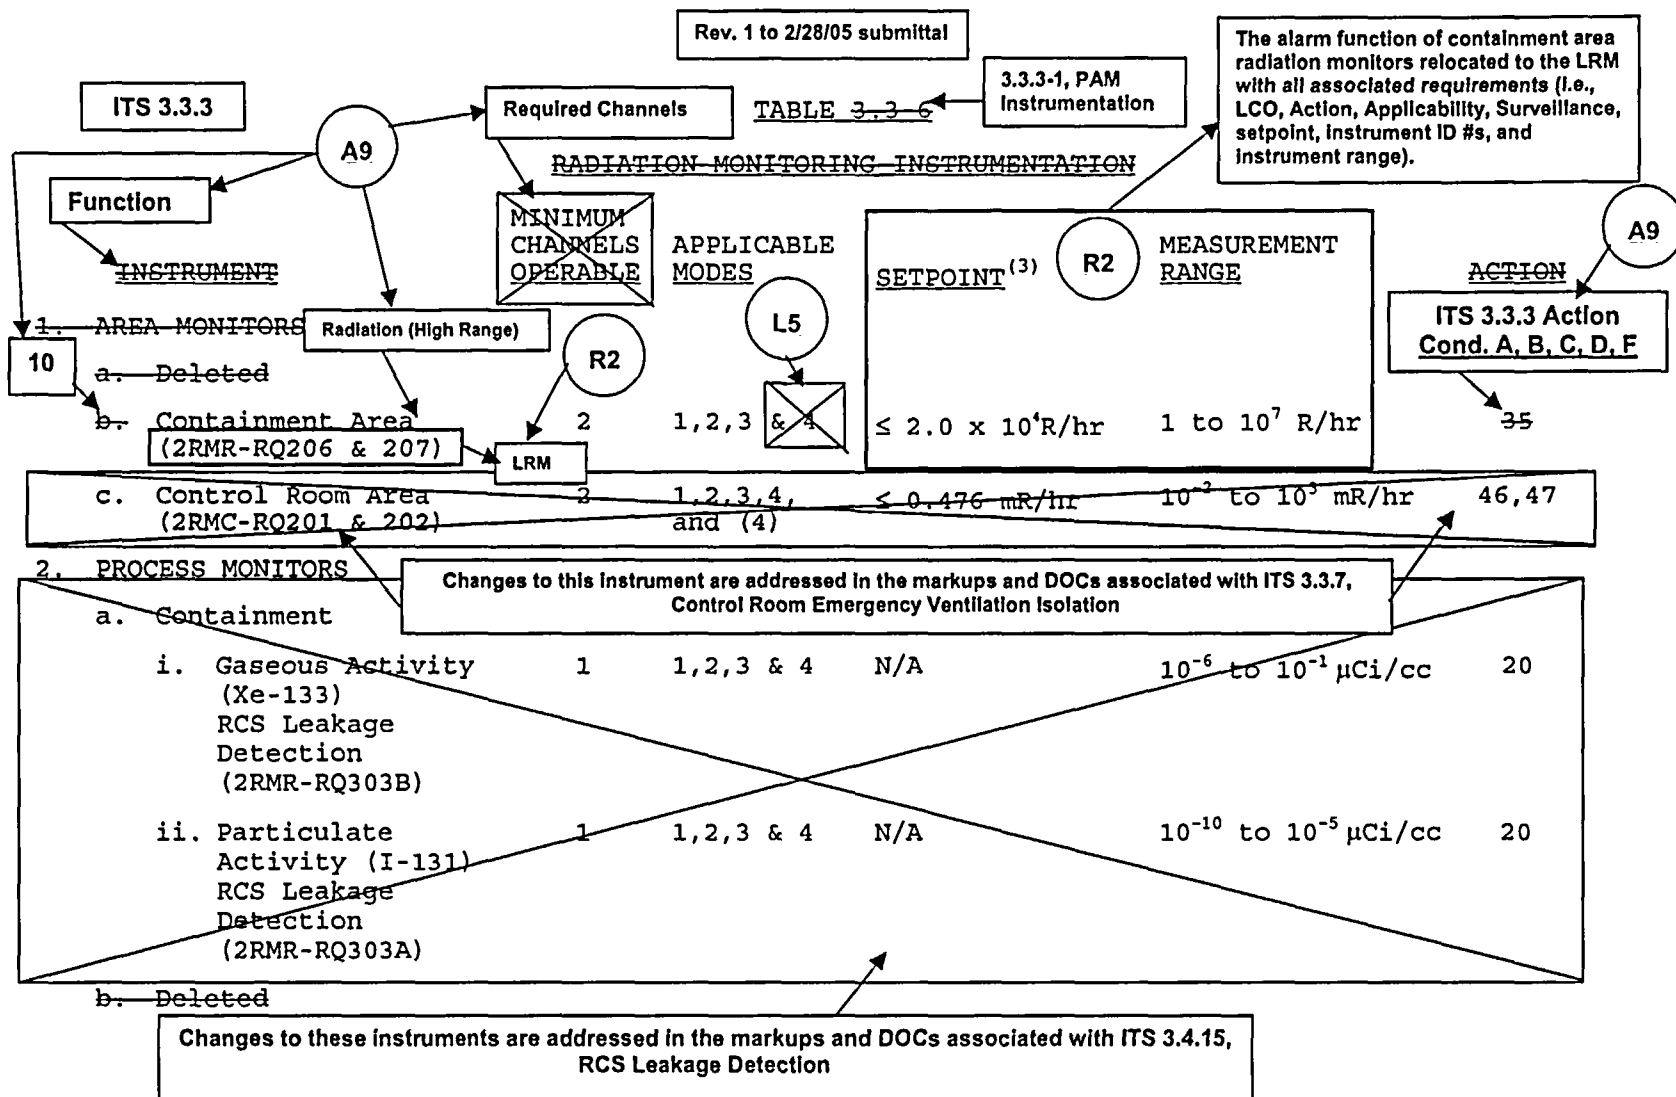 Rev. 1 to 2/28/05 submittal
The alarm function of containment area
radiation monitors relocated to the LRM
with all associated requirements (i.e.,
LCO, Action, Applicability, Surveillance,
setpoint, instrument ID #s, and
instrument range).
ITS 3.3.3
A9
Required Channels
TABLE 3.3-6
3.3.3-1, PAM
Instrumentation
RADIATION MONITORING INSTRUMENTATION
Function
INSTRUMENT
MINIMUM
CHANNELS
OPERABLE
APPLICABLE
MODES
SETPOINT(3)
R2
MEASUREMENT
RANGE
A9
ACTION
ITS 3.3.3 Action
Cond. A, B, C, D, F
1. AREA MONITORS
Radiation (High Range)
R2
L5
10
a. Deleted
b. Containment Area 2 1,2,3 & 4 ≤ 2.0 x 10⁴R/hr 1 to 10⁷ R/hr 35
(2RMR-RQ206 & 207)
LRM
c. Control Room Area 2 1,2,3,4, ≤ 0.476 mR/hr 10⁻² to 10³ mR/hr 46,47
(2RMC-RQ201 & 202) and (4)
2. PROCESS MONITORS
Changes to this instrument are addressed in the markups and DOCs associated with ITS 3.3.7,
Control Room Emergency Ventilation Isolation
a. Containment
i. Gaseous Activity 1 1,2,3 & 4 N/A 10⁻⁶ to 10⁻¹ µCi/cc 20
(Xe-133)
RCS Leakage
Detection
(2RMR-RQ303B)
ii. Particulate 1 1,2,3 & 4 N/A 10⁻¹⁰ to 10⁻⁵ µCi/cc 20
Activity (I-131)
RCS Leakage
Detection
(2RMR-RQ303A)
b. Deleted
Changes to these instruments are addressed in the markups and DOCs associated with ITS 3.4.15,
RCS Leakage Detection